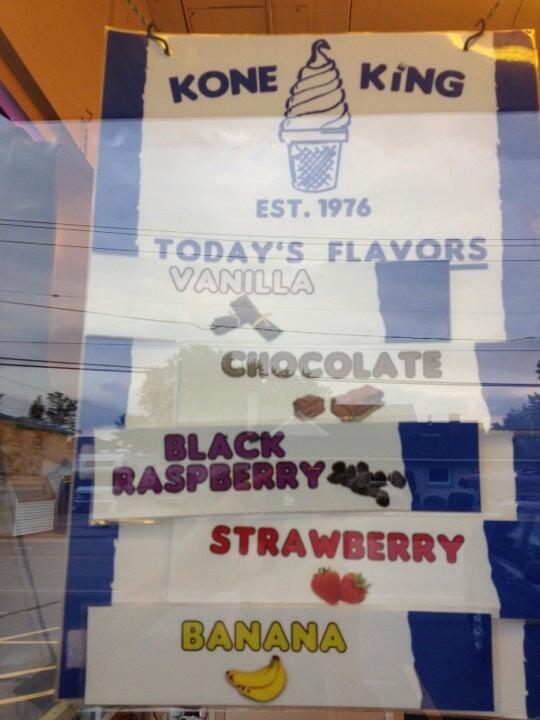 KONE KiNG
EST. 1976
TODAY'S FLAVORS
VANILLA
CHOCOLATE
BLACK
RASPBERRY
STRAWBERRY
BANANA